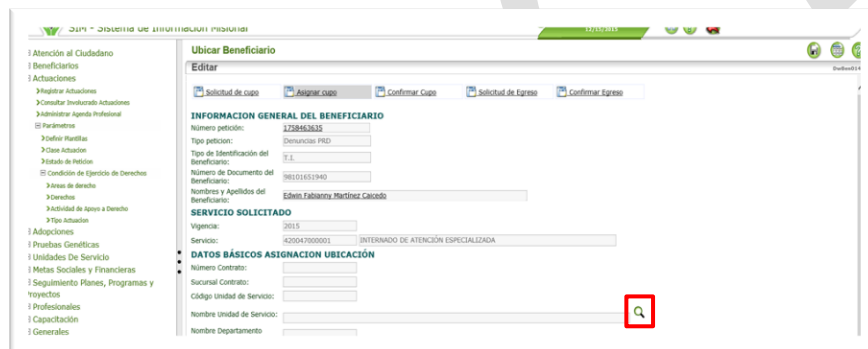 SIM - Sistema de Información Misional
12/15/2015
Atención al Ciudadano
Beneficiarios
Actuaciones
Registrar Actuaciones
Consultar Involucrado Actuaciones
Administrar Agenda Profesional
Parámetros
Definir Plantillas
Clase Actuacion
Estado de Peticion
Condición de Ejercicio de Derechos
Areas de derecho
Derechos
Actividad de Apoyo a Derecho
Tipo Actuacion
Adopciones
Pruebas Genéticas
Unidades De Servicio
Metas Sociales y Financieras
Seguimiento Planes, Programas y
Proyectos
Profesionales
Capacitación
Generales
Ubicar Beneficiario
Editar
Solicitud de cupo Asignar cupo Confirmar Cupo Solicitud de Egreso Confirmar Egreso
INFORMACION GENERAL DEL BENEFICIARIO
Número petición: 1758463635
Tipo peticion: Denuncias PRD
Tipo de Identificación del
Beneficiario: T.I.
Número de Documento del
Beneficiario: 98101651940
Nombres y Apellidos del
Beneficiario: Edwin Fabianny Martínez Caicedo
SERVICIO SOLICITADO
Vigencia: 2015
Servicio: 420047000001 INTERNADO DE ATENCIÓN ESPECIALIZADA
DATOS BÁSICOS ASIGNACION UBICACIÓN
Número Contrato:
Sucursal Contrato:
Código Unidad de Servicio:
Nombre Unidad de Servicio:
Nombre Departamento